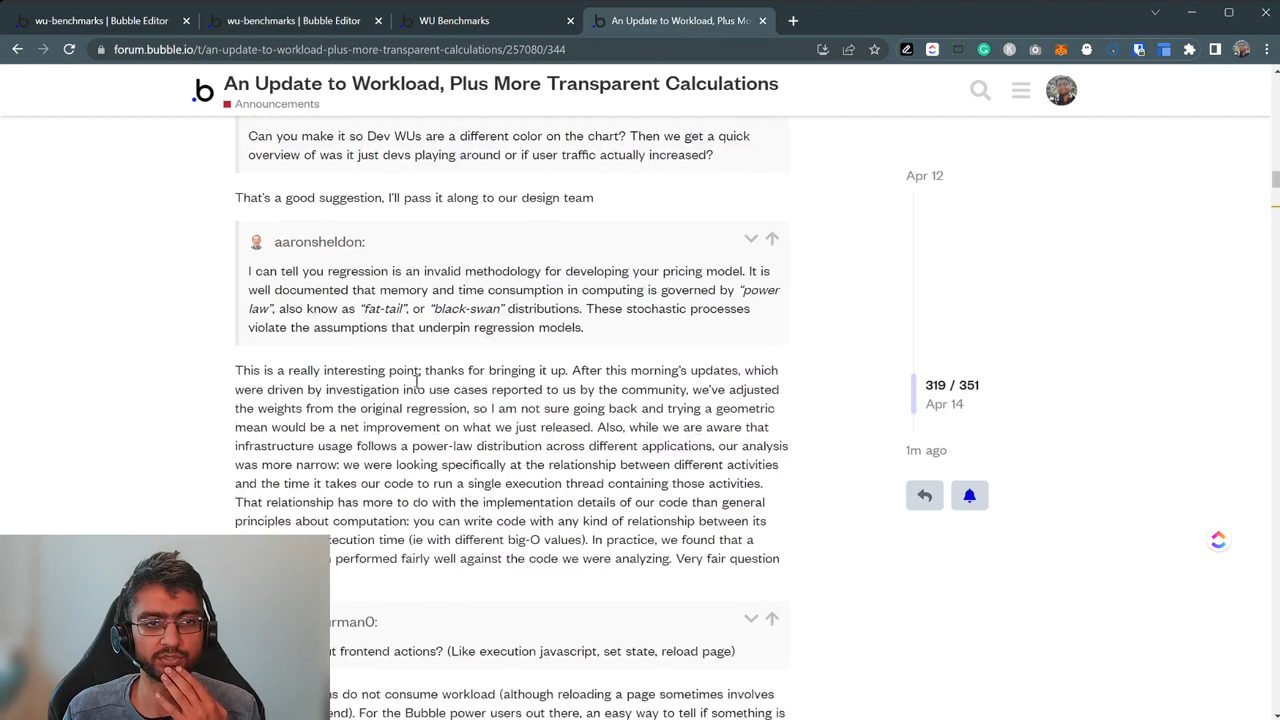 wu-benchmarks | Bubble Editor
wu-benchmarks | Bubble Editor
WU Benchmarks
An Update to Workload, Plus Mo
forum.bubble.io/t/an-update-to-workload-plus-more-transparent-calculations/257080/344
.b
An Update to Workload, Plus More Transparent Calculations
Announcements
Can you make it so Dev WUs are a different color on the chart? Then we get a quick
overview of was it just devs playing around or if user traffic actually increased?
That's a good suggestion, I'll pass it along to our design team
aaronsheldon:
I can tell you regression is an invalid methodology for developing your pricing model. It is
well documented that memory and time consumption in computing is governed by "power
law", also know as "fat-tail", or "black-swan" distributions. These stochastic processes
violate the assumptions that underpin regression models.
This is a really interesting point; thanks for bringing it up. After this morning's updates, which
were driven by investigation into use cases reported to us by the community, we've adjusted
the weights from the original regression, so I am not sure going back and trying a geometric
mean would be a net improvement on what we just released. Also, while we are aware that
infrastructure usage follows a power-law distribution across different applications, our analysis
was more narrow: we were looking specifically at the relationship between different activities
and the time it takes our code to run a single execution thread containing those activities.
That relationship has more to do with the implementation details of our code than general
principles about computation: you can write code with any kind of relationship between its
ecution time (ie with different big-O values). In practice, we found that a
performed fairly well against the code we were analyzing. Very fair question
urman0:
t frontend actions? (Like execution javascript, set state, reload page)
ns do not consume workload (although reloading a page sometimes involves
end). For the Bubble power users out there, an easy way to tell if something is
Apr 12
319 / 351
Apr 14
1m ago